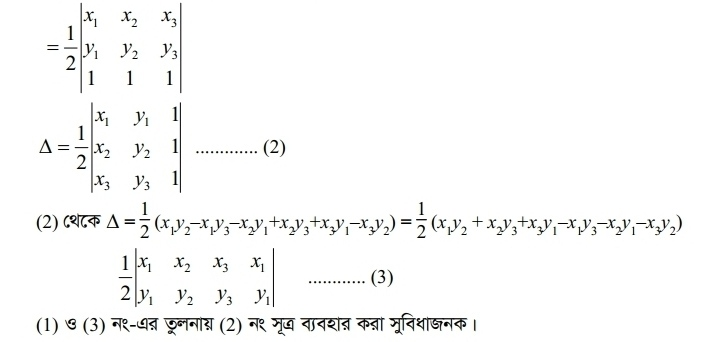 = 1/2 |x₁ x₂ x₃|
|y₁ y₂ y₃|
|1 1 1|
Δ = 1/2 |x₁ y₁ 1|
|x₂ y₂ 1| ............. (2)
|x₃ y₃ 1|
(2) থেকে Δ = 1/2 (x₁y₂–x₁y₃–x₂y₁+x₂y₃+x₃y₁–x₃y₂) = 1/2 (x₁y₂ + x₂y₃+x₃y₁–x₁y₃–x₂y₁–x₃y₂)
1/2 |x₁ x₂ x₃ x₁|
|y₁ y₂ y₃ y₁| ............ (3)
(1) ও (3) নং-এর তুলনায় (2) নং সূত্র ব্যবহার করা সুবিধাজনক।